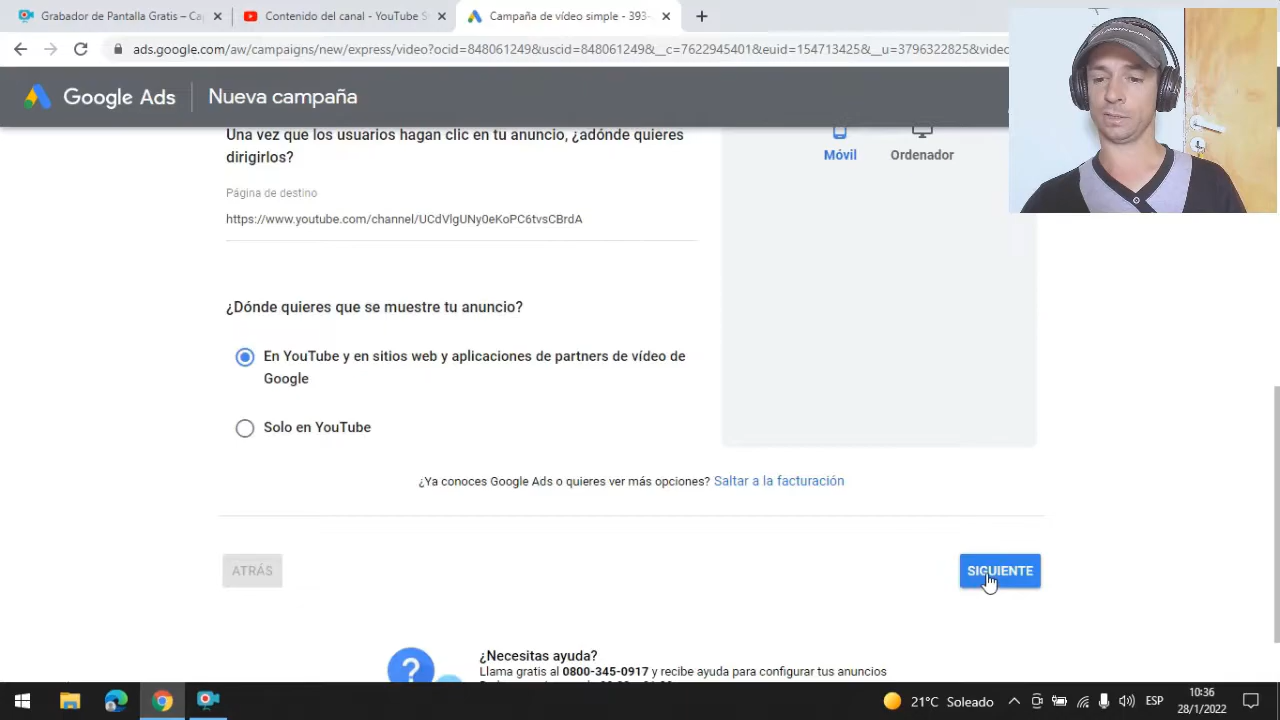 Grabador de Pantalla Gratis – Ca
Contenido del canal - YouTube S
Campaña de vídeo simple - 393-
ads.google.com/aw/campaigns/new/express/video?ocid=848061249&uscid=848061249&__c=7622945401&euid=154713425&__u=3796322825&video
Google Ads
Nueva campaña
Una vez que los usuarios hagan clic en tu anuncio, ¿adónde quieres
dirigirlos?
Móvil
Ordenador
Página de destino
https://www.youtube.com/channel/UCdVlgUNy0eKoPC6tvsCBrdA
¿Dónde quieres que se muestre tu anuncio?
En YouTube y en sitios web y aplicaciones de partners de vídeo de
Google
Solo en YouTube
¿Ya conoces Google Ads o quieres ver más opciones? Saltar a la facturación
ATRÁS
SIGUIENTE
¿Necesitas ayuda?
Llama gratis al 0800-345-0917 y recibe ayuda para configurar tus anuncios
21°C Soleado
ESP
10:36
28/1/2022